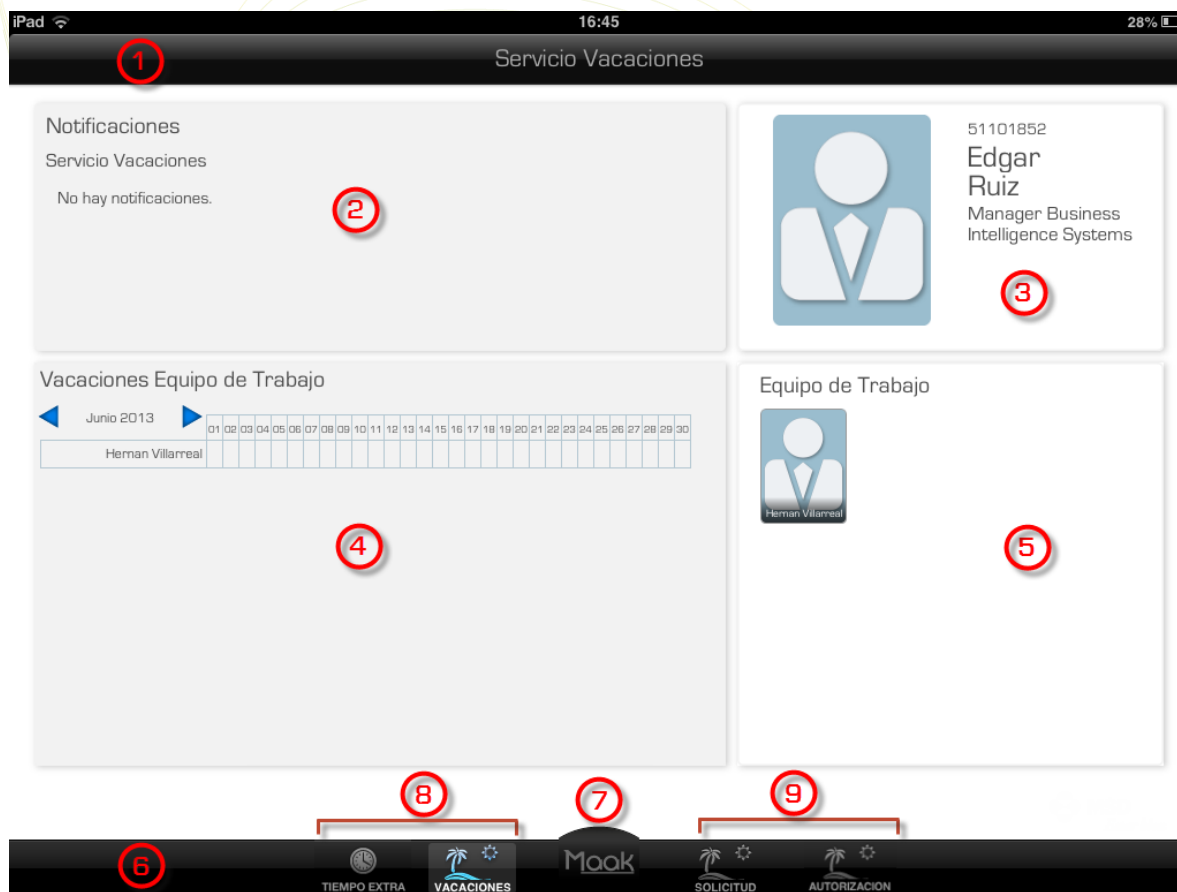 iPad 16:45 28%
Servicio Vacaciones
1
Notificaciones
Servicio Vacaciones
No hay notificaciones.
2
51101852
Edgar
Ruiz
Manager Business
Intelligence Systems
3
Vacaciones Equipo de Trabajo
Junio 2013
01 02 03 04 05 06 07 08 09 10 11 12 13 14 15 16 17 18 19 20 21 22 23 24 25 26 27 28 29 30
Hernan Villarreal
4
Equipo de Trabajo
Hernan Villarreal
5
8 7 9
6
Maak
TIEMPO EXTRA VACACIONES SOLICITUD AUTORIZACION